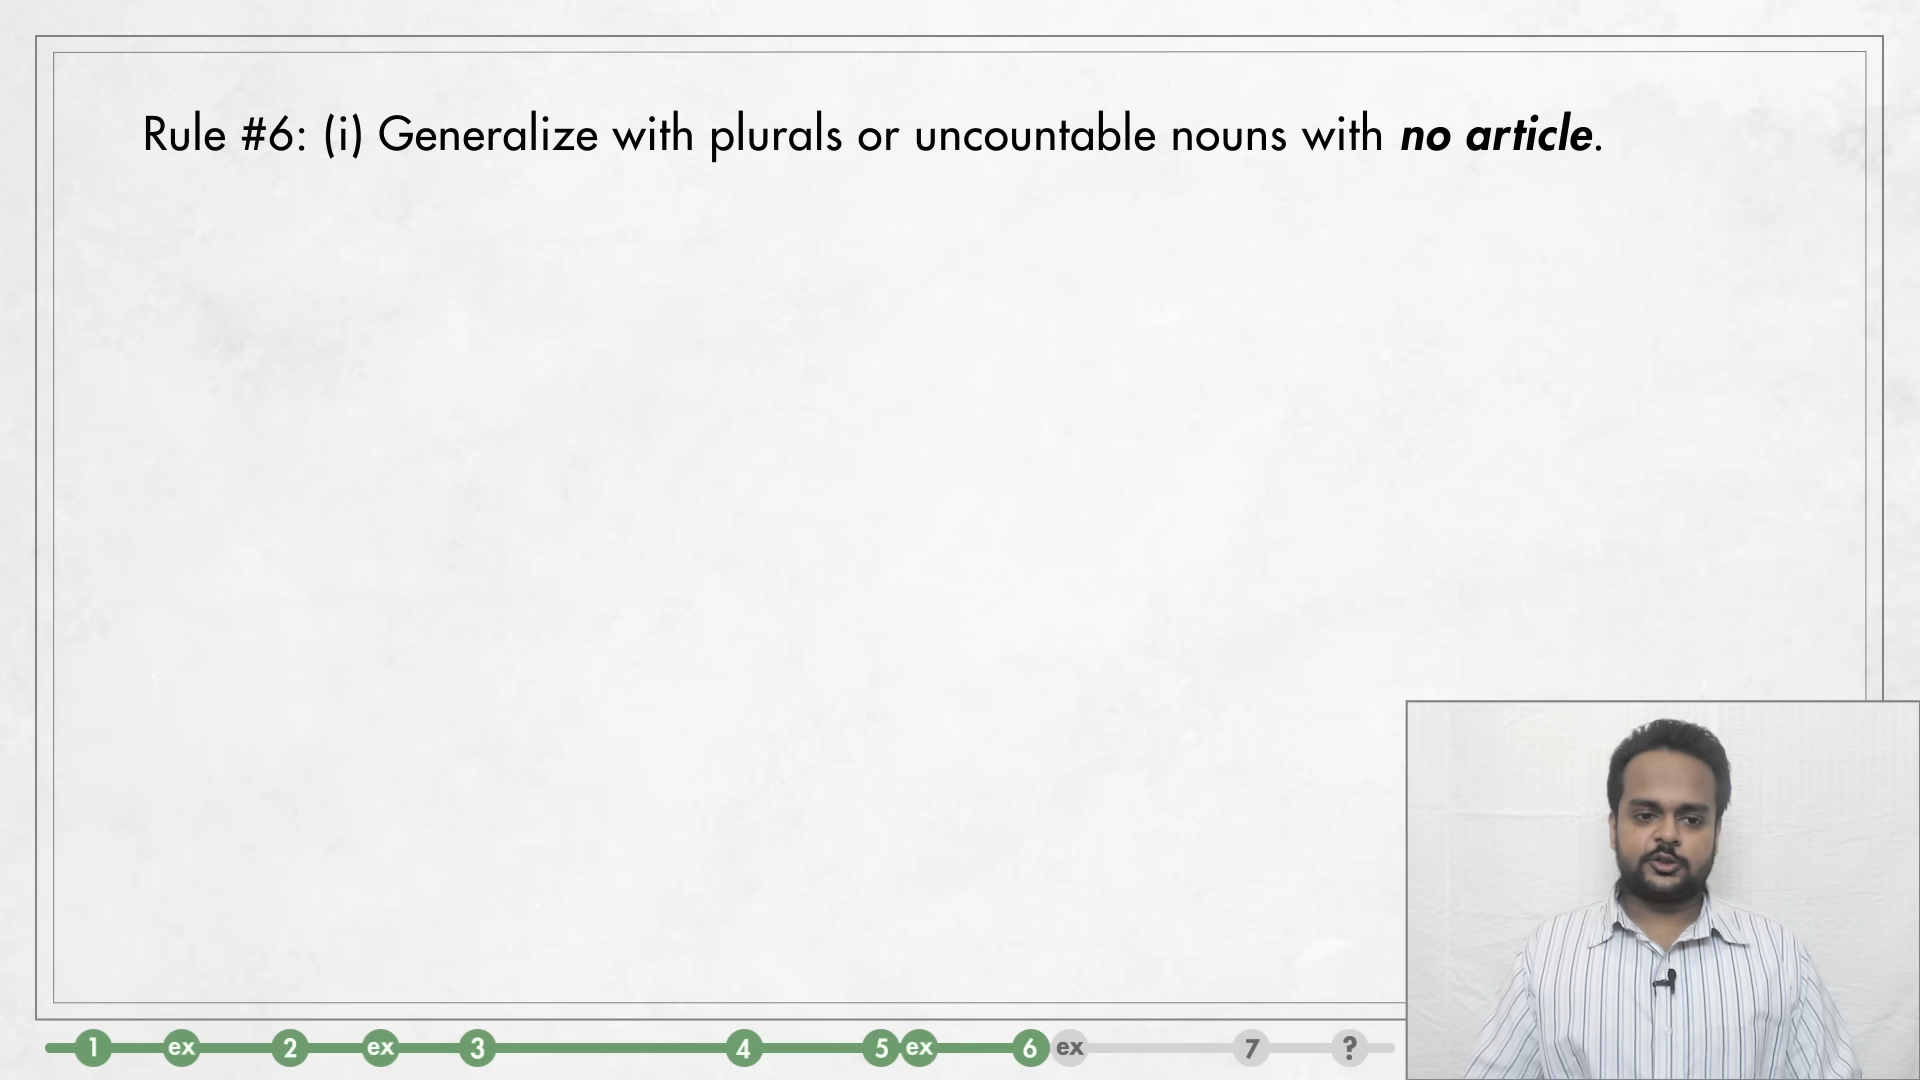 Rule #6: (i) Generalize with plurals or uncountable nouns with no article.
1 ex 2 ex 3 4 5 ex 6 ex 7 ?